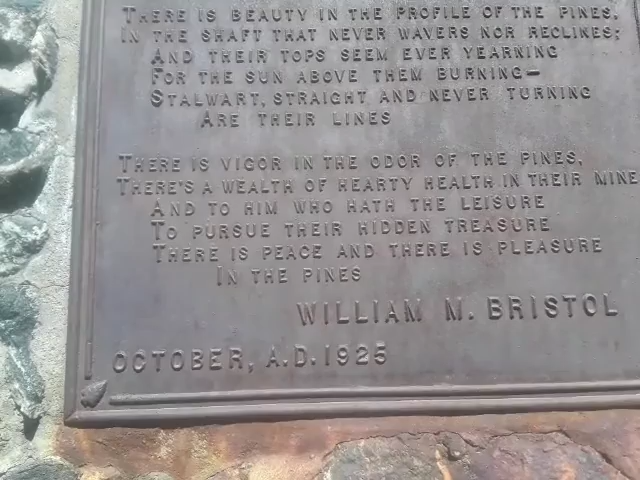 THERE IS BEAUTY IN THE PROFILE OF THE PINES,
IN THE SHAFT THAT NEVER WAVERS NOR RECLINES;
AND THEIR TOPS SEEM EVER YEARNING
FOR THE SUN ABOVE THEM BURNING—
STALWART, STRAIGHT AND NEVER TURNING
ARE THEIR LINES
THERE IS VIGOR IN THE ODOR OF THE PINES,
THERE'S A WEALTH OF HEARTY HEALTH IN THEIR MINE
AND TO HIM WHO HATH THE LEISURE
TO PURSUE THEIR HIDDEN TREASURE
THERE IS PEACE AND THERE IS PLEASURE
IN THE PINES
WILLIAM M. BRISTOL
OCTOBER, A.D. 1925